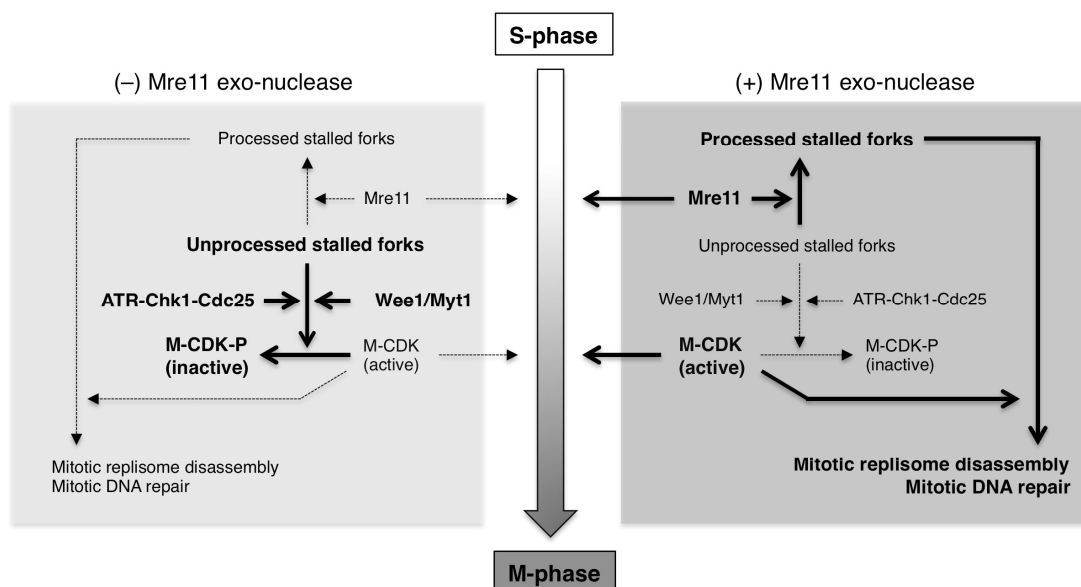 S-phase
(–) Mre11 exo-nuclease
Processed stalled forks
Mre11
Unprocessed stalled forks
ATR-Chk1-Cdc25
Wee1/Myt1
M-CDK-P
(inactive)
M-CDK
(active)
Mitotic replisome disassembly
Mitotic DNA repair
(+) Mre11 exo-nuclease
Processed stalled forks
Mre11
Unprocessed stalled forks
Wee1/Myt1
ATR-Chk1-Cdc25
M-CDK
(active)
M-CDK-P
(inactive)
Mitotic replisome disassembly
Mitotic DNA repair
M-phase